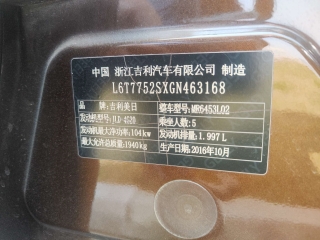 中国 浙江吉利汽车有限公司 制造
L6T7752SXGN463168
品 牌:吉利美日 整车型号:MR6453L02
发动机型号:JLD-4G20 乘坐人数:5
发动机最大净功率:104kw 发动机排量:1.997L
最大允许总质量:1940kg 生产日期:2016年10月